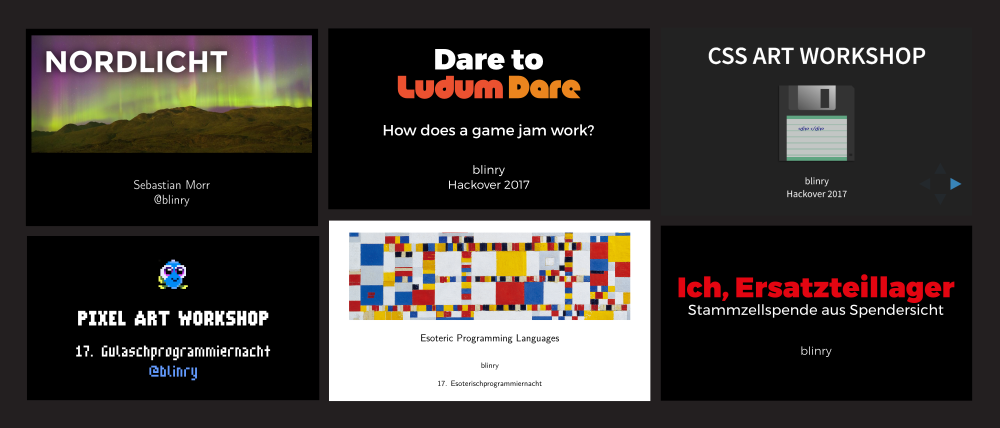 NORDLICHT
Sebastian Morr
@blinry
Dare to
Ludum Dare
How does a game jam work?
blinry
Hackover 2017
CSS ART WORKSHOP
blinry
Hackover 2017
PIXEL ART WORKSHOP
17. Gulaschprogrammiernacht
@blinry
Esoteric Programming Languages
blinry
17. Esoterischprogrammiernacht
Ich, Ersatzteillager
Stammzellspende aus Spendersicht
blinry